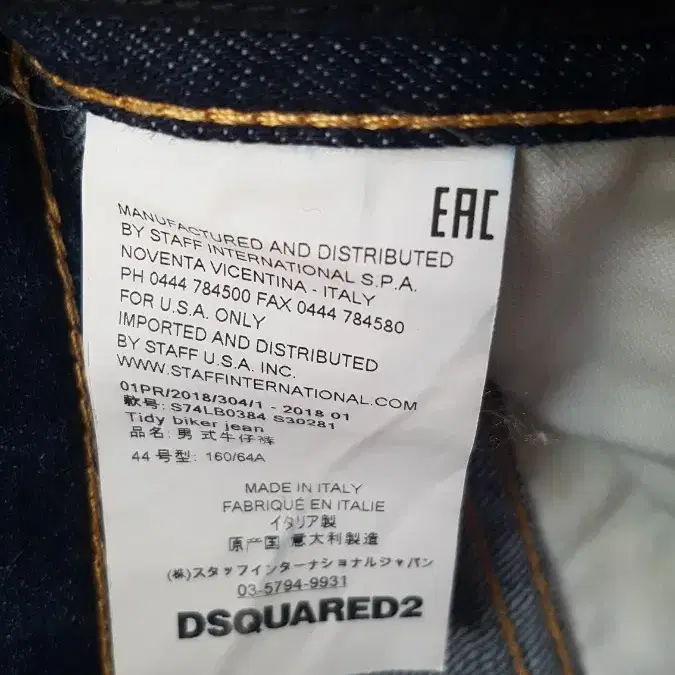 EAC
MANUFACTURED AND DISTRIBUTED
BY STAFF INTERNATIONAL S.P.A.
NOVENTA VICENTINA - ITALY
PH 0444 784500 FAX 0444 784580
FOR U.S.A. ONLY
IMPORTED AND DISTRIBUTED
BY STAFF U.S.A. INC.
WWW.STAFFINTERNATIONAL.COM
01PR/2018/304/1 - 2018 01
款号: S74LB0384 S30281
Tidy biker jean
品名: 男式牛仔裤
44 号型: 160/64A
MADE IN ITALY
FABRIQUÉ EN ITALIE
イタリア製
原产国 意大利製造
(株)スタッフインターナショナルジャパン
03-5794-9931
DSQUARED2